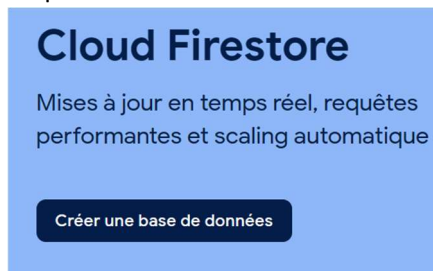 Cloud Firestore
Mises à jour en temps réel, requêtes
performantes et scaling automatique
Créer une base de données